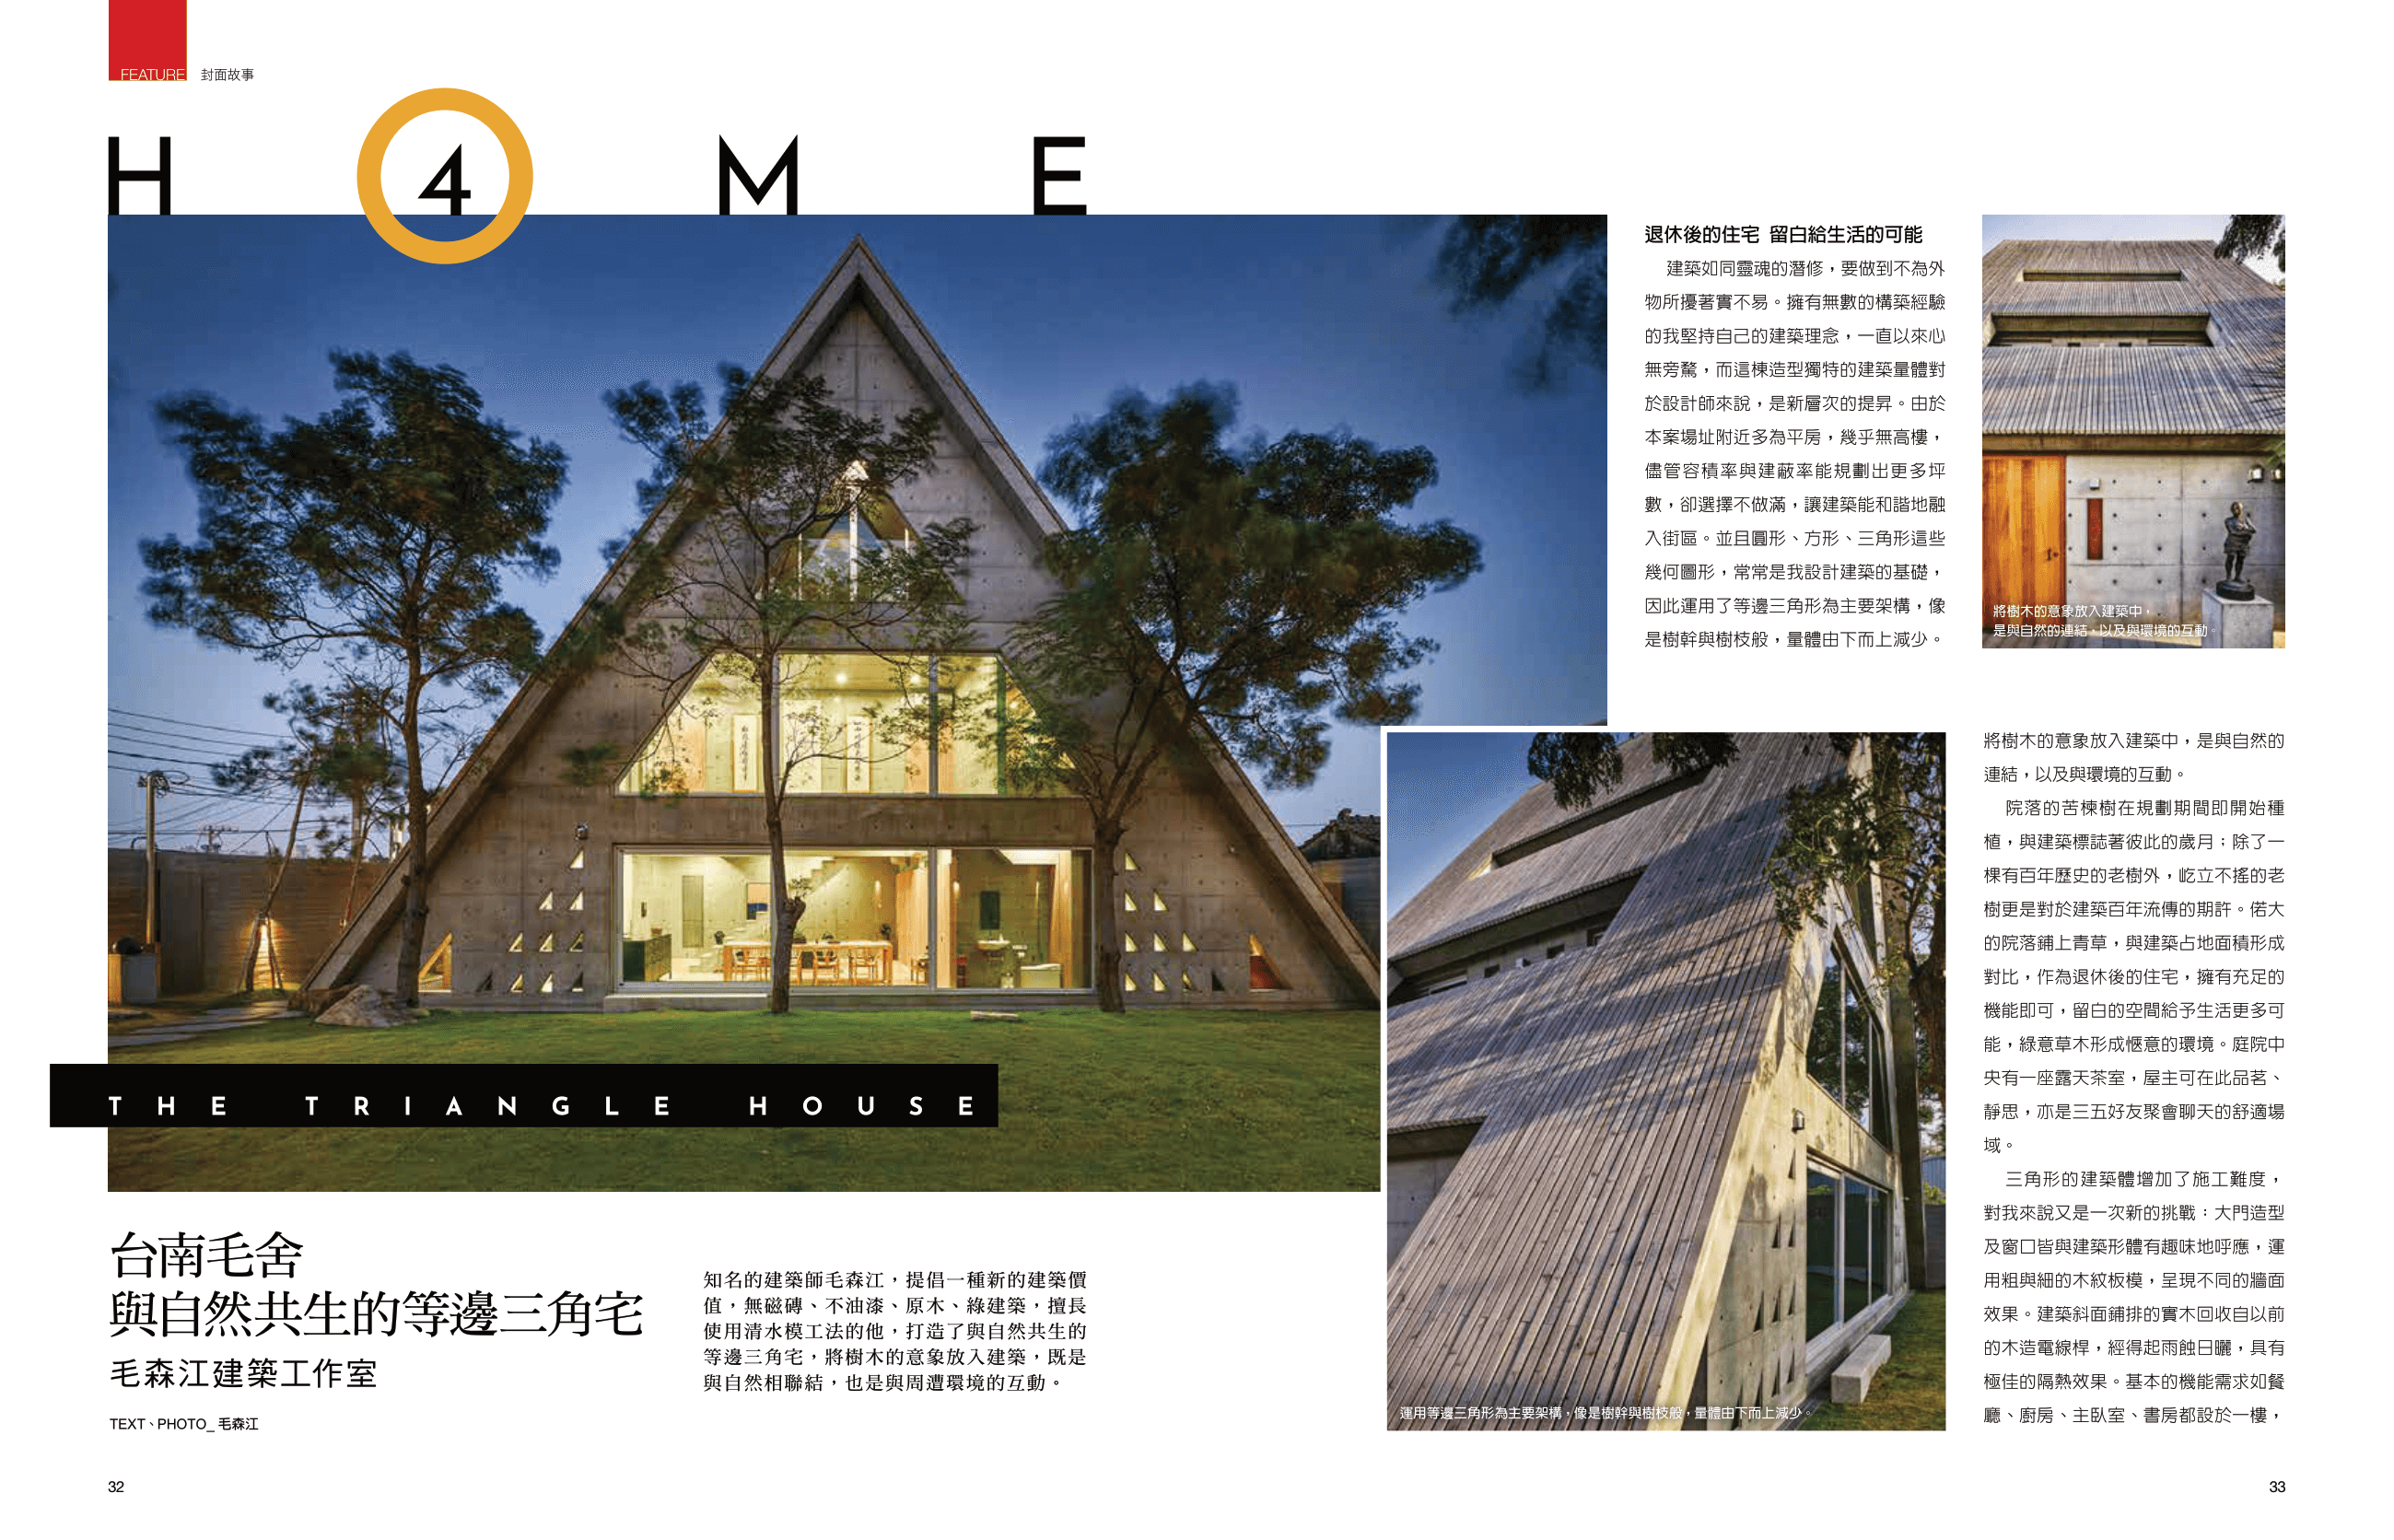 FEATURE 封面故事
H 4 M E
THE TRIANGLE HOUSE
台南毛舍
與自然共生的等邊三角宅
毛森江建築工作室
TEXT、PHOTO_毛森江
知名的建築師毛森江，提倡一種新的建築價
值，無磁磚、不油漆、原木、綠建築，擅長
使用清水模工法的他，打造了與自然共生的
等邊三角宅，將樹木的意象放入建築，既是
與自然相聯結，也是與周遭環境的互動。
32
退休後的住宅 留白給生活的可能
建築如同靈魂的潛修，要做到不為外
物所擾著實不易。擁有無數的構築經驗
的我堅持自己的建築理念，一直以來心
無旁騖，而這棟造型獨特的建築量體對
於設計師來說，是新層次的提昇。由於
本案場址附近多為平房，幾乎無高樓，
儘管容積率與建蔽率能規劃出更多坪
數，卻選擇不做滿，讓建築能和諧地融
入街區。並且圓形、方形、三角形這些
幾何圖形，常常是我設計建築的基礎，
因此運用了等邊三角形為主要架構，像
是樹幹與樹枝般，量體由下而上減少。
將樹木的意象放入建築中，
是與自然的連結，以及與環境的互動。
運用等邊三角形為主要架構，像是樹幹與樹枝般，量體由下而上減少。
將樹木的意象放入建築中，是與自然的
連結，以及與環境的互動。
院落的苦楝樹在規劃期間即開始種
植，與建築標誌著彼此的歲月；除了一
棵有百年歷史的老樹外，屹立不搖的老
樹更是對於建築百年流傳的期許。偌大
的院落鋪上青草，與建築占地面積形成
對比，作為退休後的住宅，擁有充足的
機能即可，留白的空間給予生活更多可
能，綠意草木形成愜意的環境。庭院中
央有一座露天茶室，屋主可在此品茗、
靜思，亦是三五好友聚會聊天的舒適場
域。
三角形的建築體增加了施工難度，
對我來說又是一次新的挑戰：大門造型
及窗口皆與建築形體有趣味地呼應，運
用粗與細的木紋板模，呈現不同的牆面
效果。建築斜面鋪排的實木回收自以前
的木造電線桿，經得起雨蝕日曬，具有
極佳的隔熱效果。基本的機能需求如餐
廳、廚房、主臥室、書房都設於一樓，
33